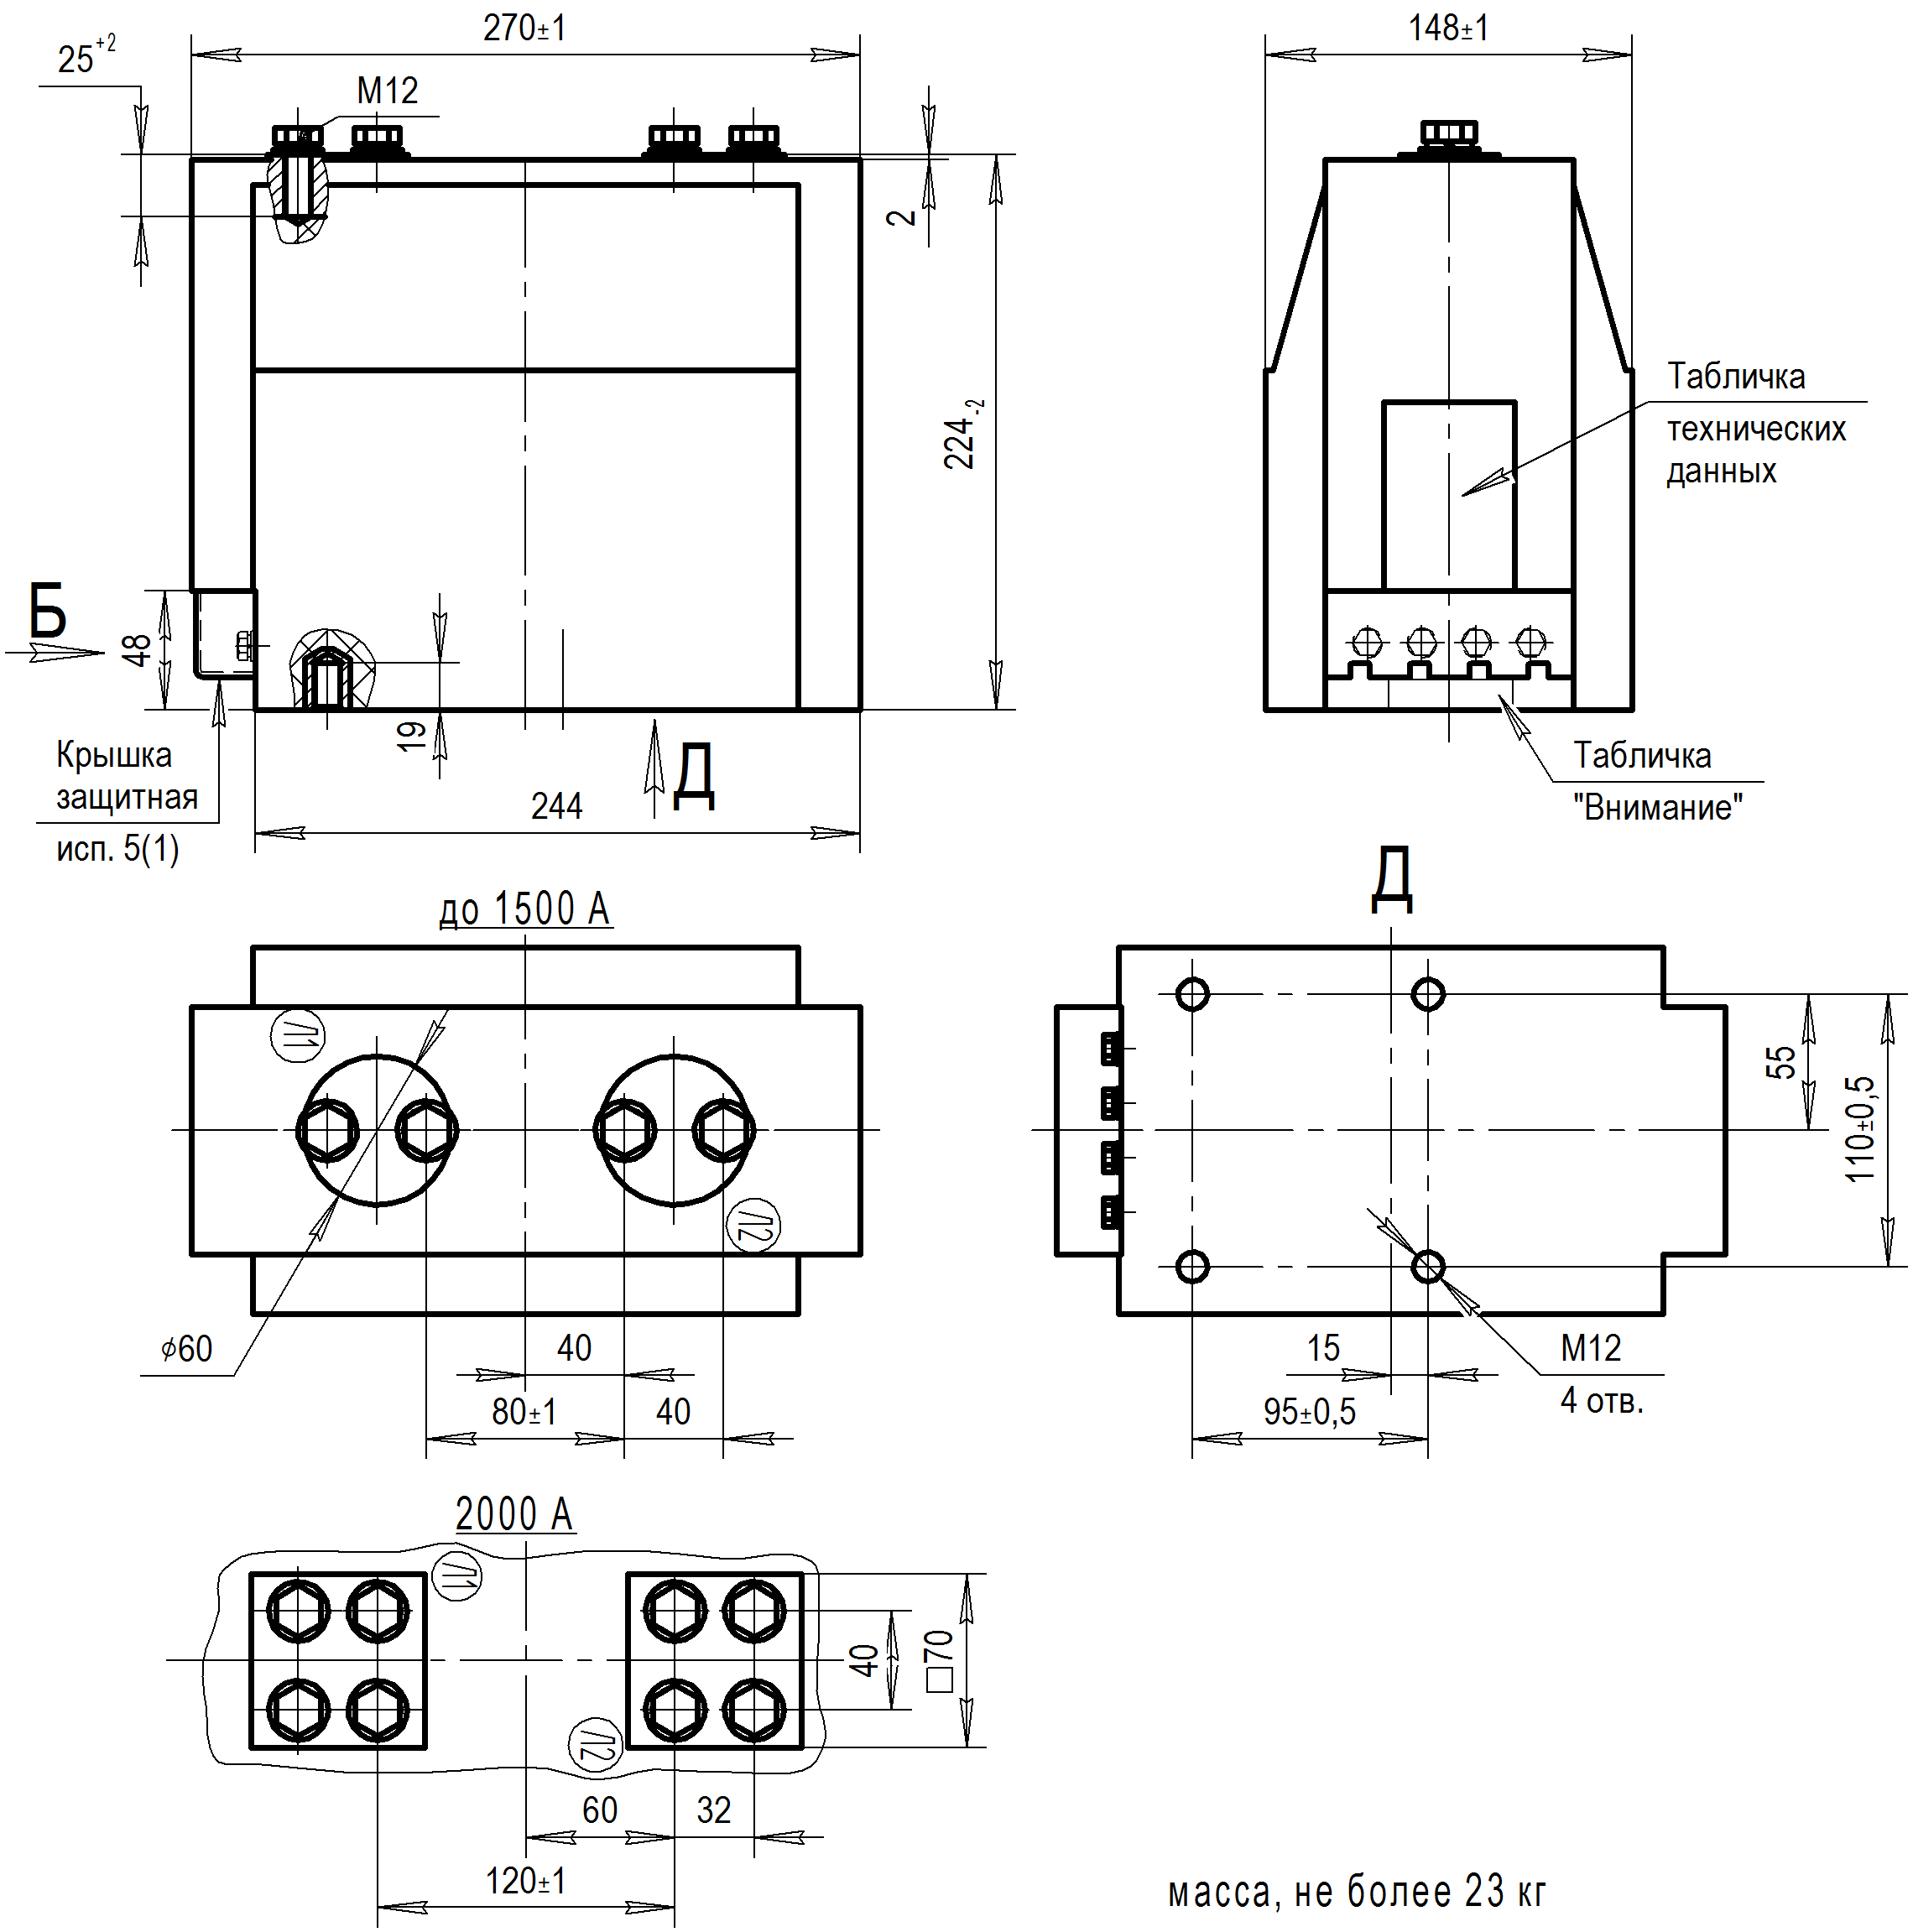 270±1
148±1
25+2
М12
2
224-2
Табличка
технических
данных
Б
48
19
Д
Крышка
защитная
исп. 5(1)
244
Табличка
"Внимание"
до 1500 А
Д
Л1
Л2
55
110±0,5
⌀60
40
80±1
40
15
95±0,5
М12
4 отв.
2000 А
Л1
Л2
40
□70
60
32
120±1
масса, не более 23 кг